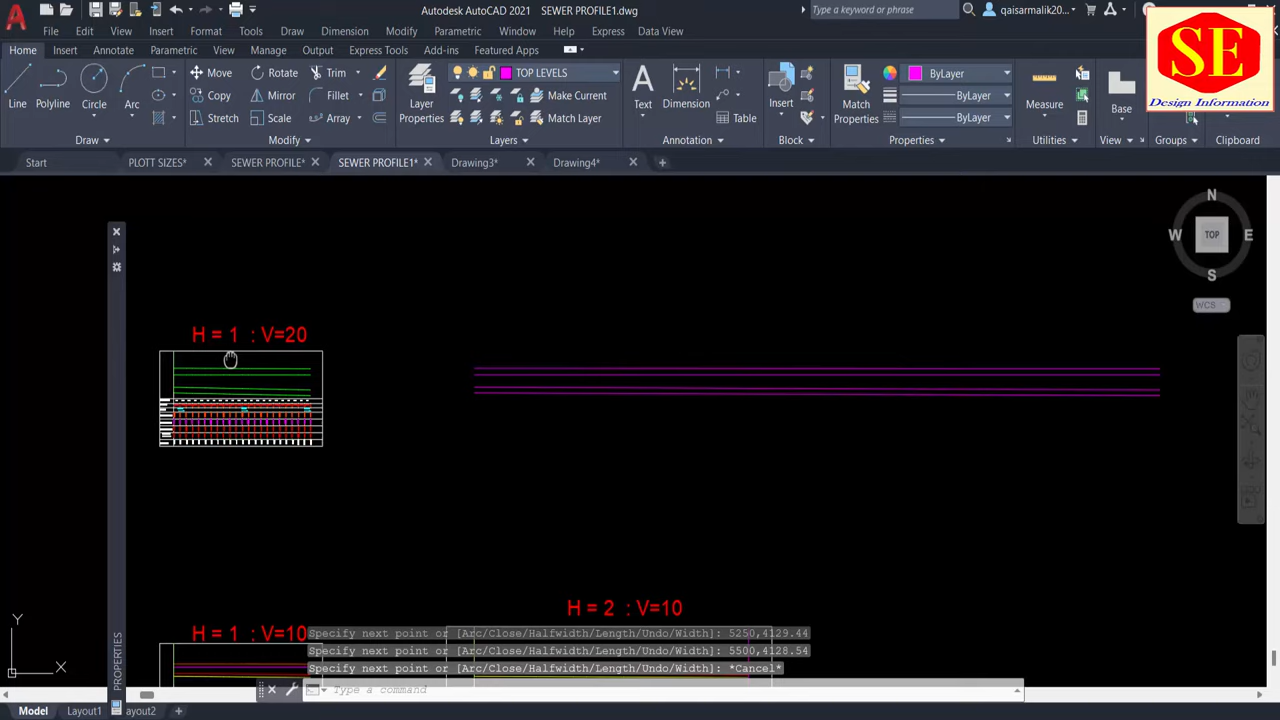 Autodesk AutoCAD 2021 SEWER PROFILE1.dwg
Type a keyword or phrase
qaisarmalik20...
File Edit View Insert Format Tools Draw Dimension Modify Parametric Window Help Express Data View
Home Insert Annotate Parametric View Manage Output Express Tools Add-ins Featured Apps
SE
Design Information
Line Polyline Circle Arc
Move Rotate Trim
Copy Mirror Fillet
Stretch Scale Array
Layer Properties
TOP LEVELS
Make Current
Match Layer
Text Dimension
Table
Insert
Match Properties
ByLayer
ByLayer
ByLayer
Measure
Base
Draw Modify Layers Annotation Block Properties Groups Utilities View Clipboard
Start PLOTT SIZES* SEWER PROFILE* SEWER PROFILE1* Drawing3* Drawing4*
N
W TOP E
S
WCS
H = 1 : V=20
H = 2 : V=10
H = 1 : V=10
Specify next point or [Arc/Close/Halfwidth/Length/Undo/Width]: 5250,4129.44
Specify next point or [Arc/Close/Halfwidth/Length/Undo/Width]: 5500,4128.54
Specify next point or [Arc/Close/Halfwidth/Length/Undo/Width]: *Cancel*
Type a command
PROPERTIES
Y
X
Model Layout1 ayout2